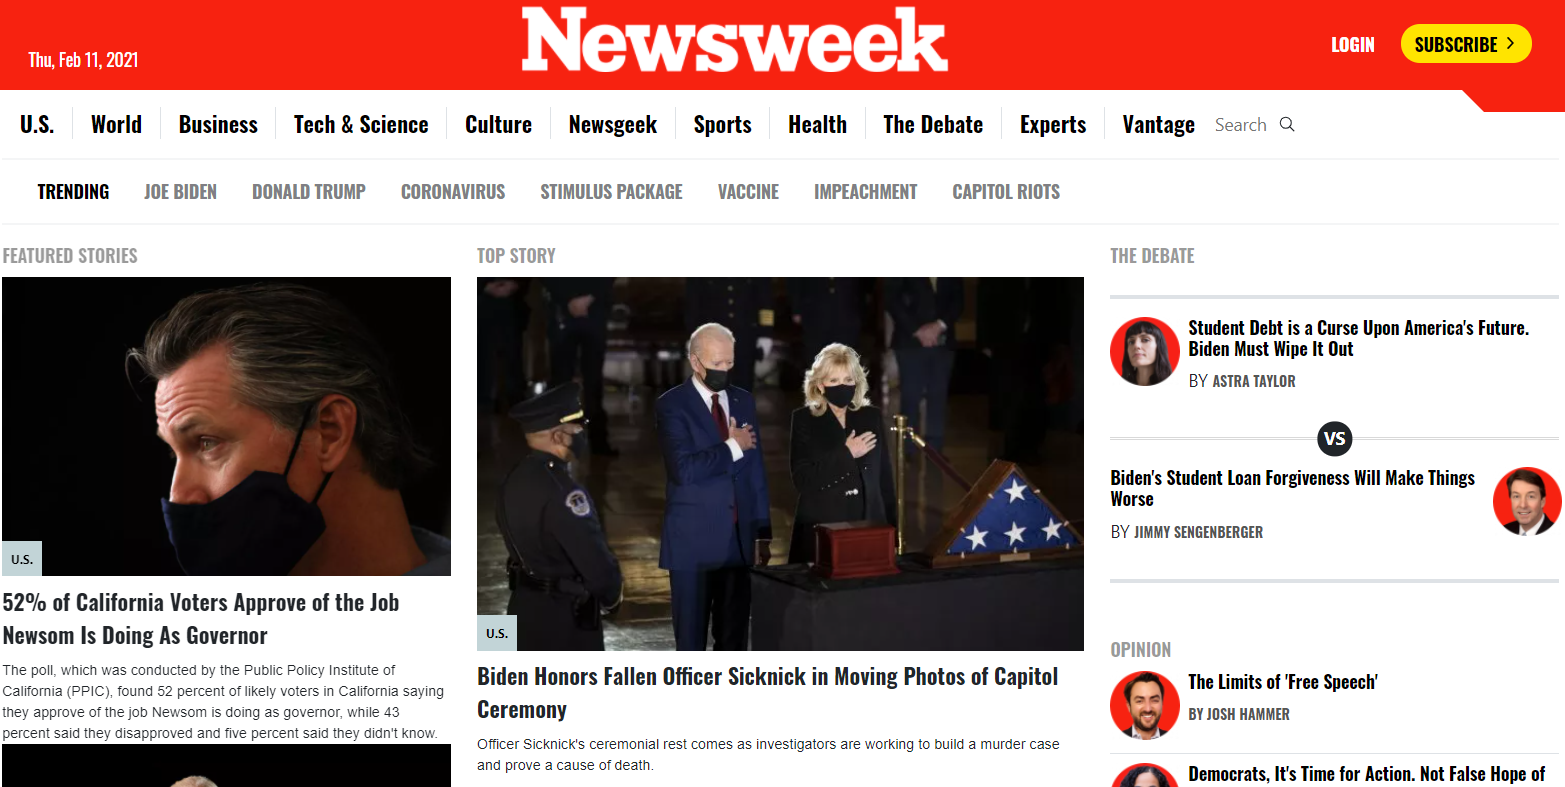 Thu, Feb 11, 2021
Newsweek
LOGIN
SUBSCRIBE
U.S.
World
Business
Tech & Science
Culture
Newsgeek
Sports
Health
The Debate
Experts
Vantage
Search
TRENDING
JOE BIDEN
DONALD TRUMP
CORONAVIRUS
STIMULUS PACKAGE
VACCINE
IMPEACHMENT
CAPITOL RIOTS
FEATURED STORIES
U.S.
52% of California Voters Approve of the Job
Newsom Is Doing As Governor
The poll, which was conducted by the Public Policy Institute of
California (PPIC), found 52 percent of likely voters in California saying
they approve of the job Newsom is doing as governor, while 43
percent said they disapproved and five percent said they didn't know.
TOP STORY
U.S.
Biden Honors Fallen Officer Sicknick in Moving Photos of Capitol
Ceremony
Officer Sicknick's ceremonial rest comes as investigators are working to build a murder case
and prove a cause of death.
THE DEBATE
Student Debt is a Curse Upon America's Future.
Biden Must Wipe It Out
BY ASTRA TAYLOR
VS
Biden's Student Loan Forgiveness Will Make Things
Worse
BY JIMMY SENGENBERGER
OPINION
The Limits of 'Free Speech'
BY JOSH HAMMER
Democrats, It's Time for Action. Not False Hope of